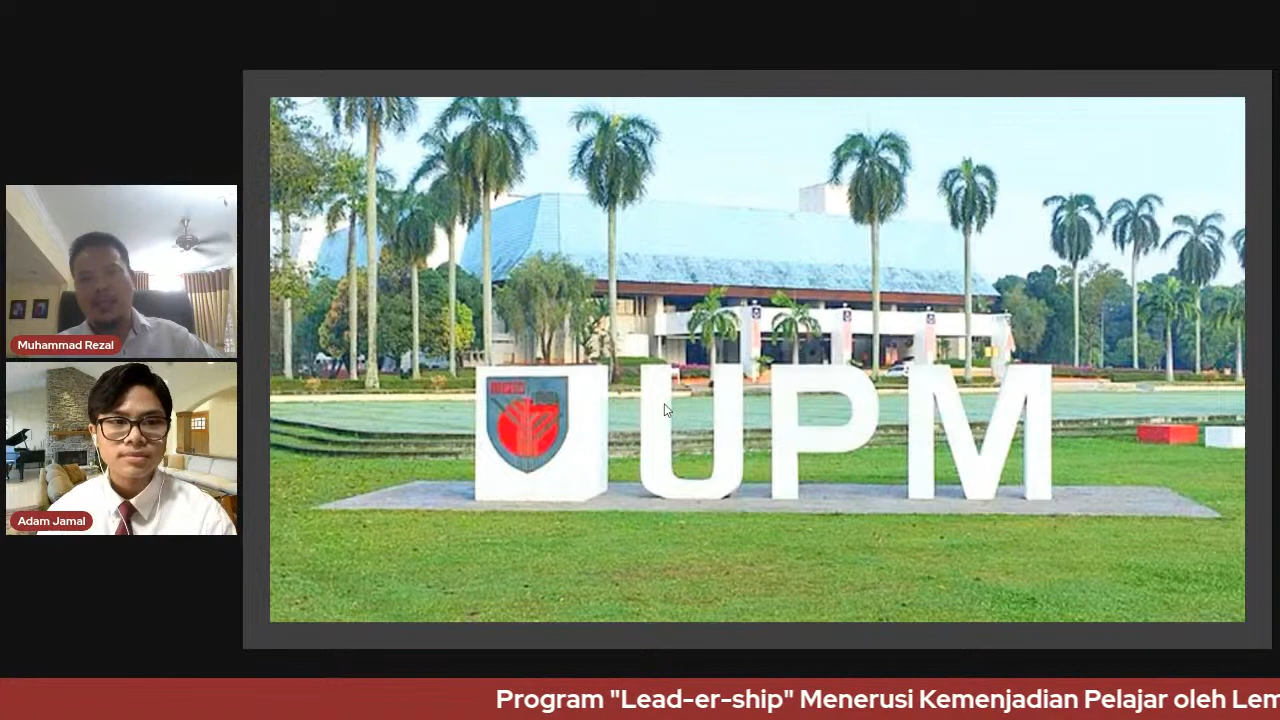 Muhammad Rezal
Adam Jamal
UPM
Program "Lead-er-ship" Menerusi Kemenjadian Pelajar oleh Lem